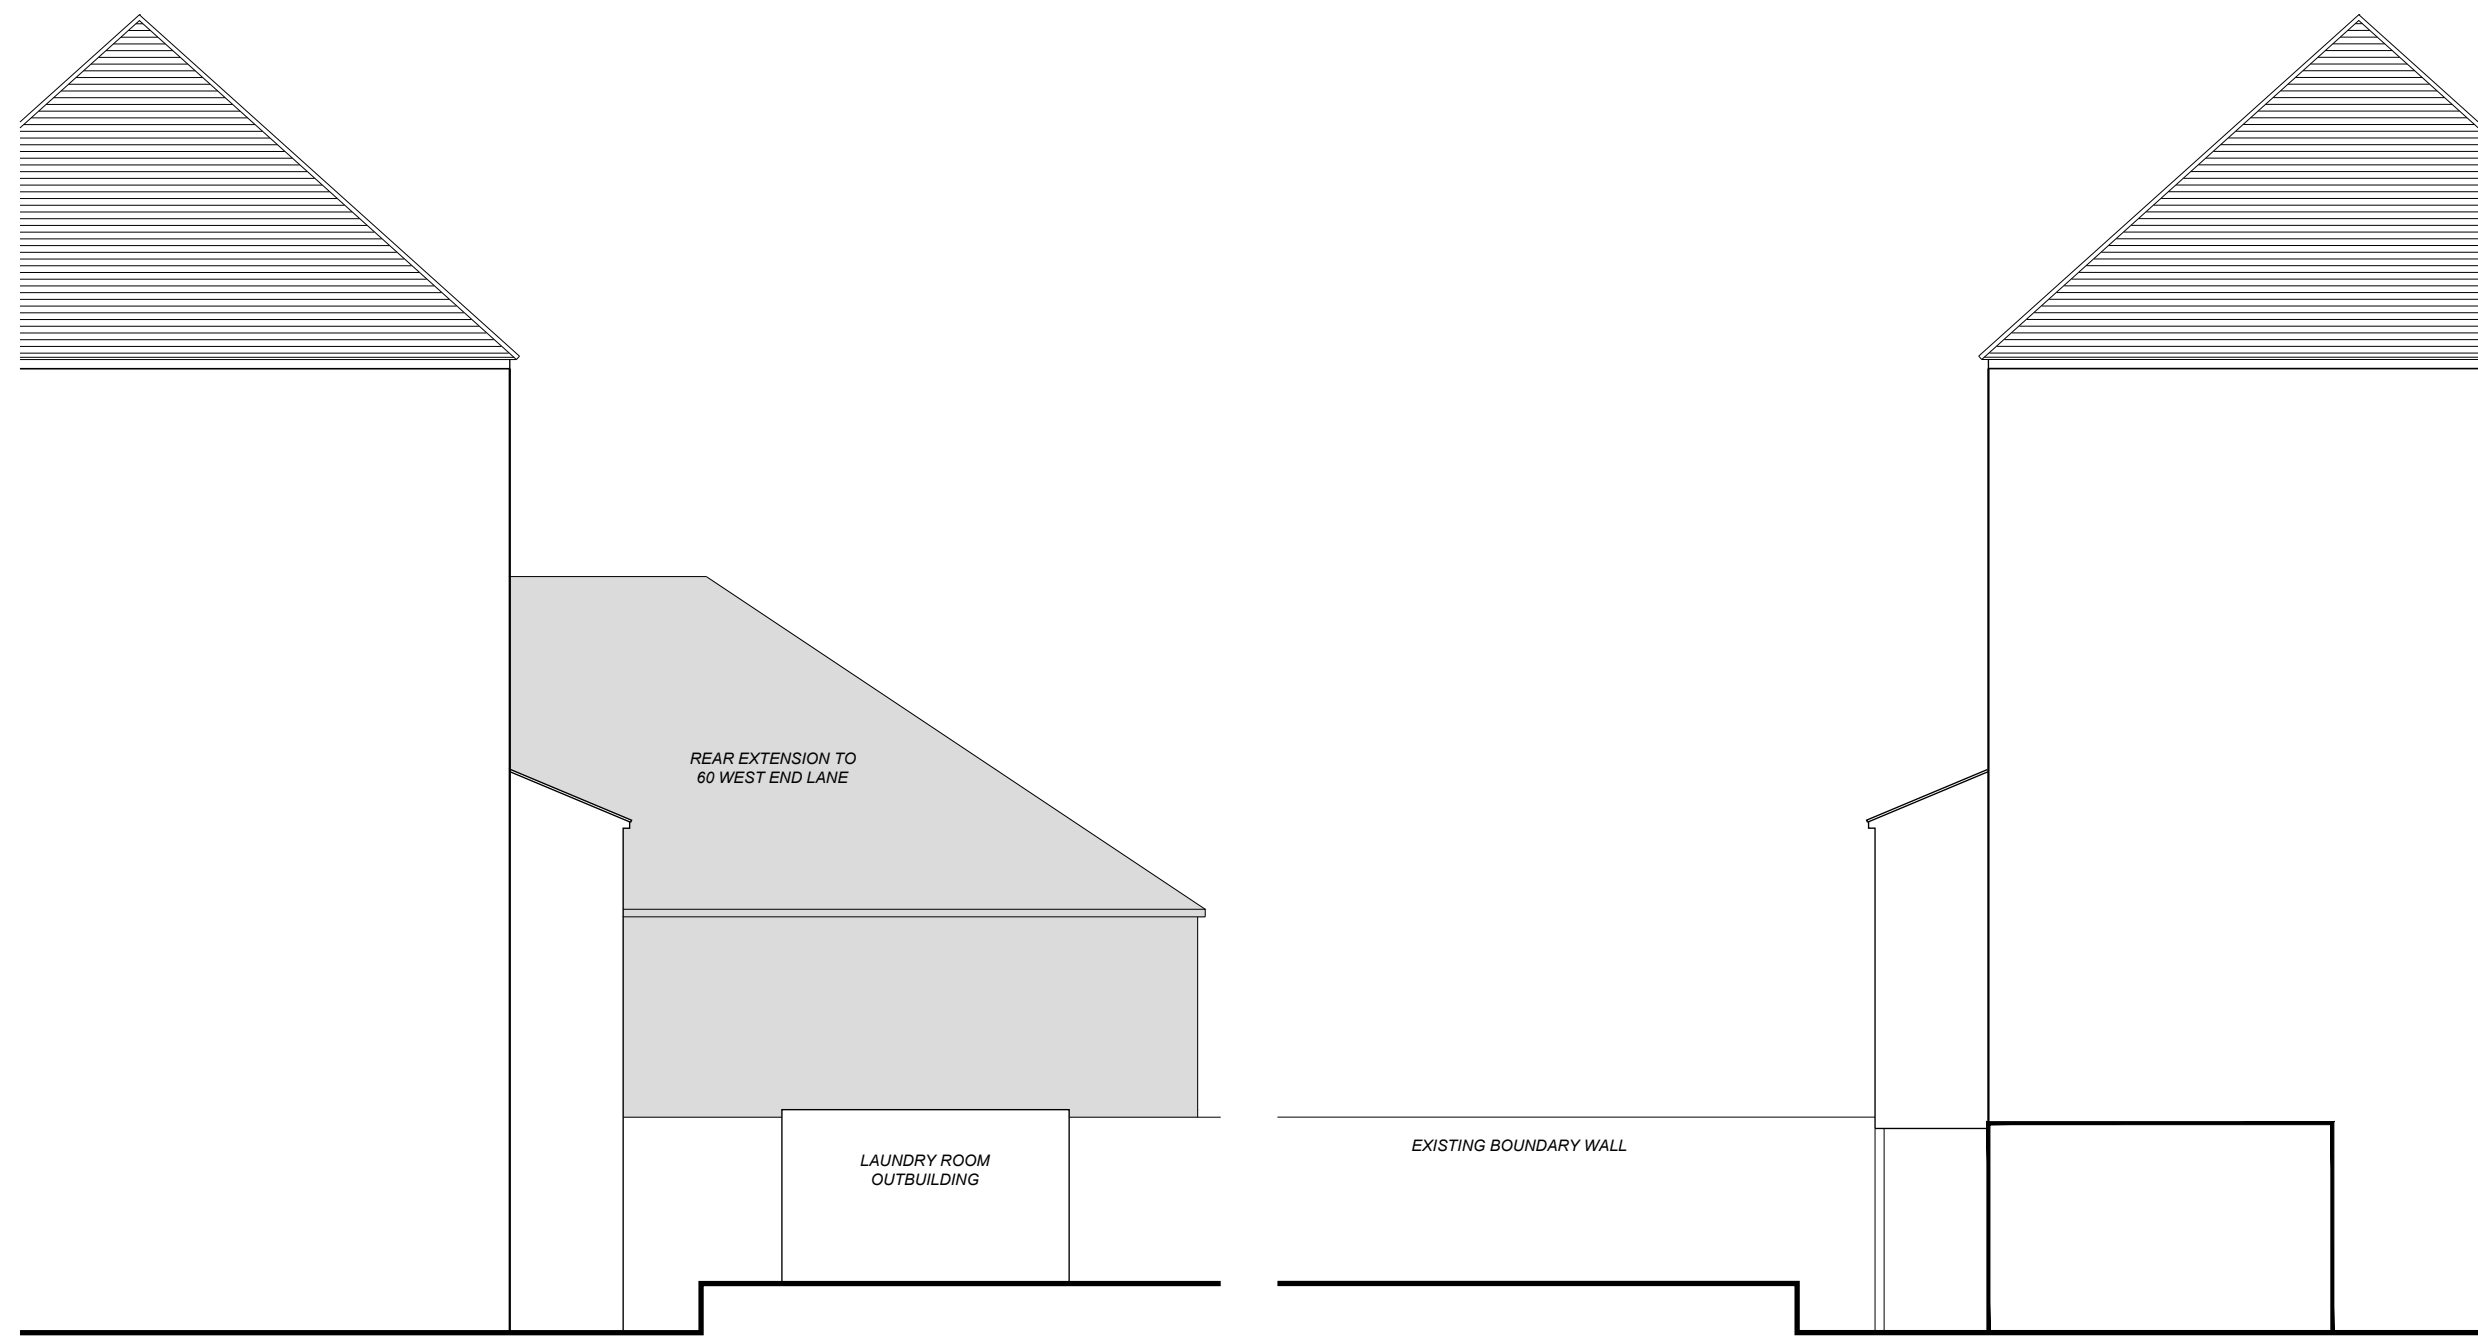 REAR EXTENSION TO
60 WEST END LANE
LAUNDRY ROOM
OUTBUILDING
EXISTING BOUNDARY WALL